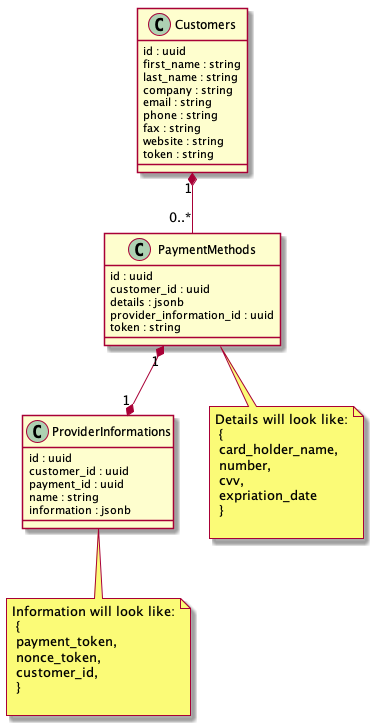 C Customers
id : uuid
first_name : string
last_name : string
company : string
email : string
phone : string
fax : string
website : string
token : string
1
0..*
C PaymentMethods
id : uuid
customer_id : uuid
details : jsonb
provider_information_id : uuid
token : string
1
1
C ProviderInformations
id : uuid
customer_id : uuid
payment_id : uuid
name : string
information : jsonb
Details will look like:
{
card_holder_name,
number,
cvv,
expriation_date
}
Information will look like:
{
payment_token,
nonce_token,
customer_id,
}